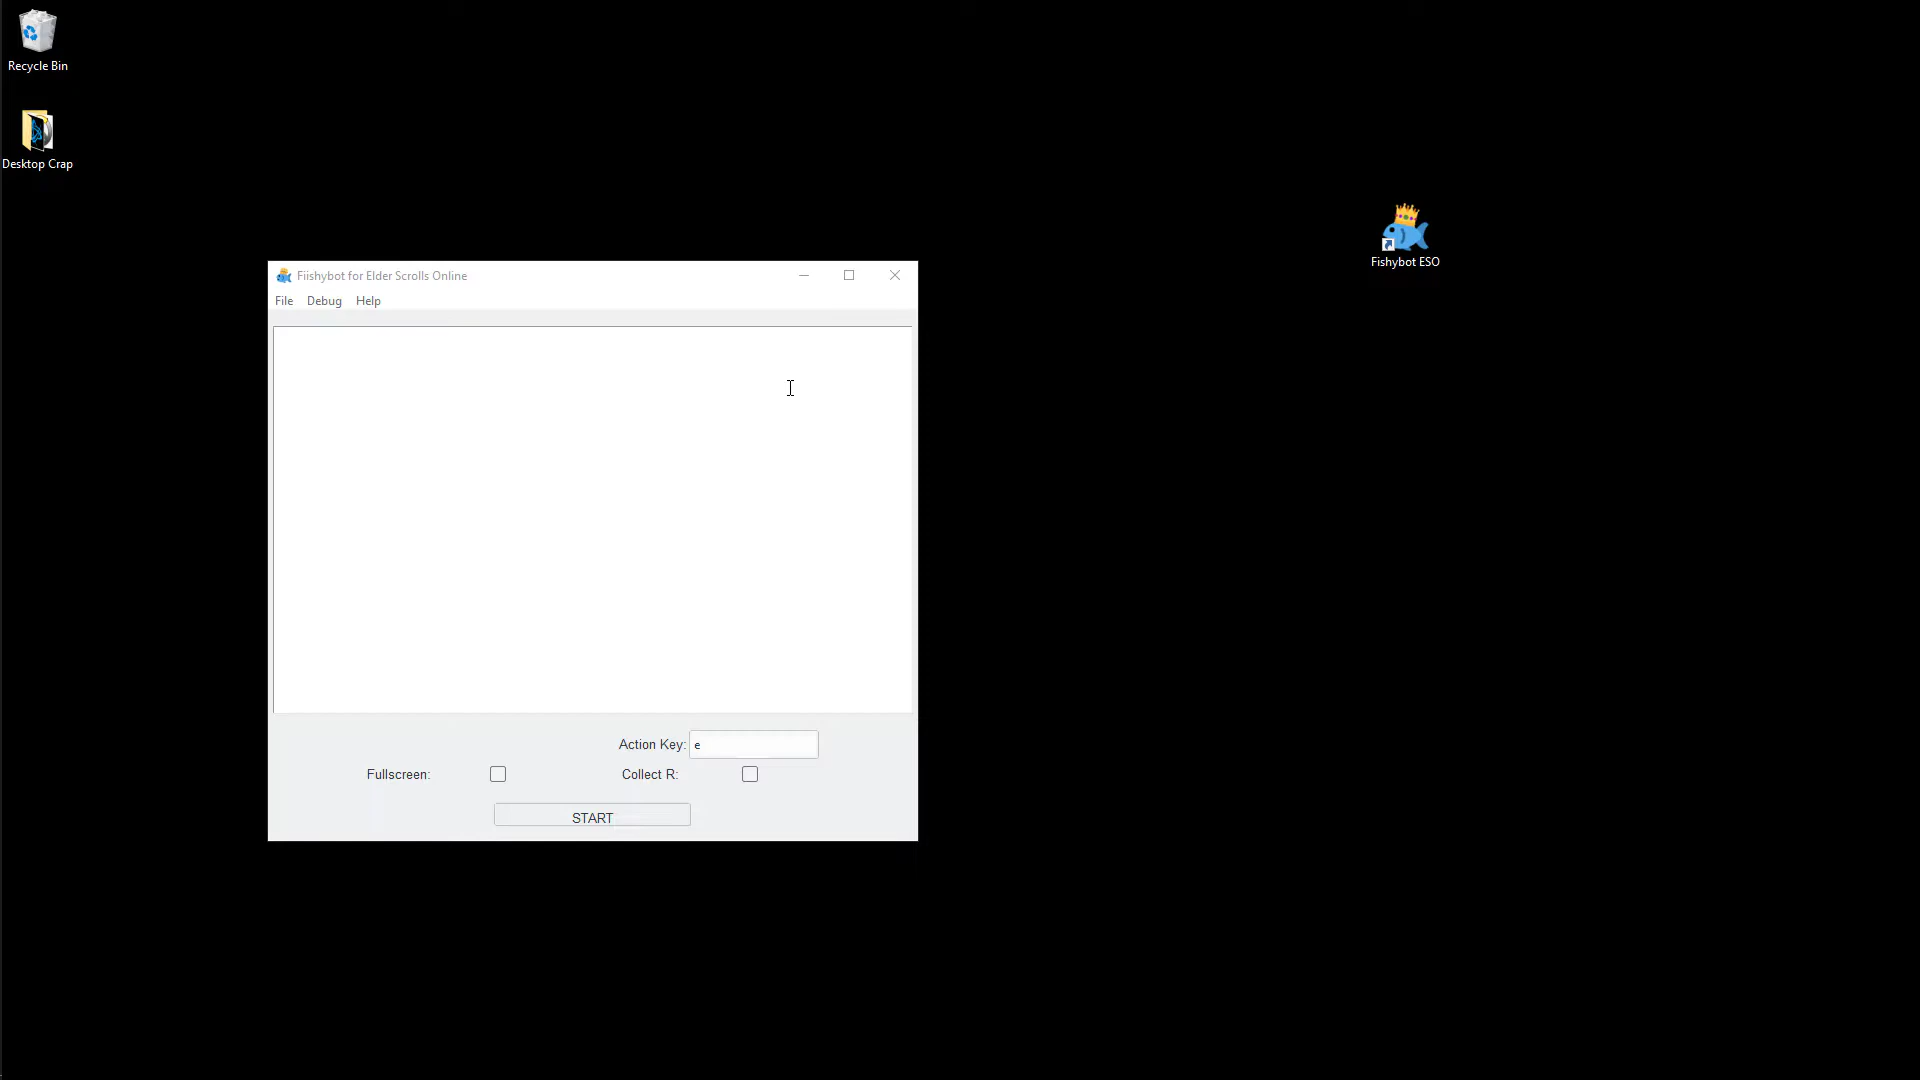 Recycle Bin
Desktop Crap
Fishybot ESO
Fiishybot for Elder Scrolls Online
File Debug Help
Action Key: e
Fullscreen: Collect R:
START